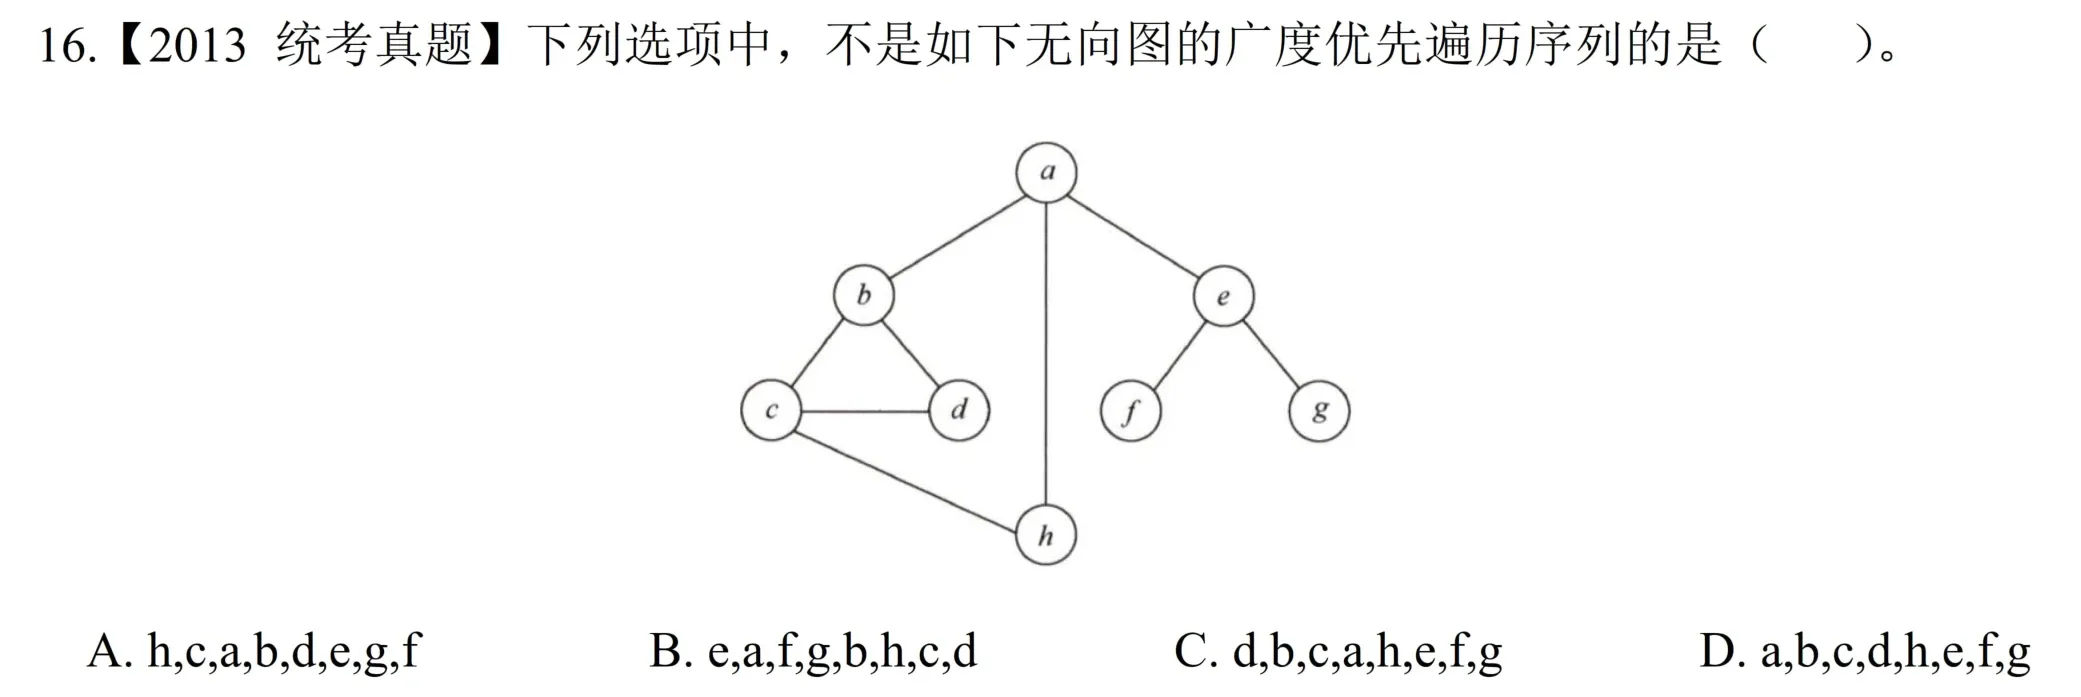 16.【2013 统考真题】下列选项中，不是如下无向图的广度优先遍历序列的是（　　）。
a
b
e
c
d
f
g
h
A. h,c,a,b,d,e,g,f B. e,a,f,g,b,h,c,d C. d,b,c,a,h,e,f,g D. a,b,c,d,h,e,f,g